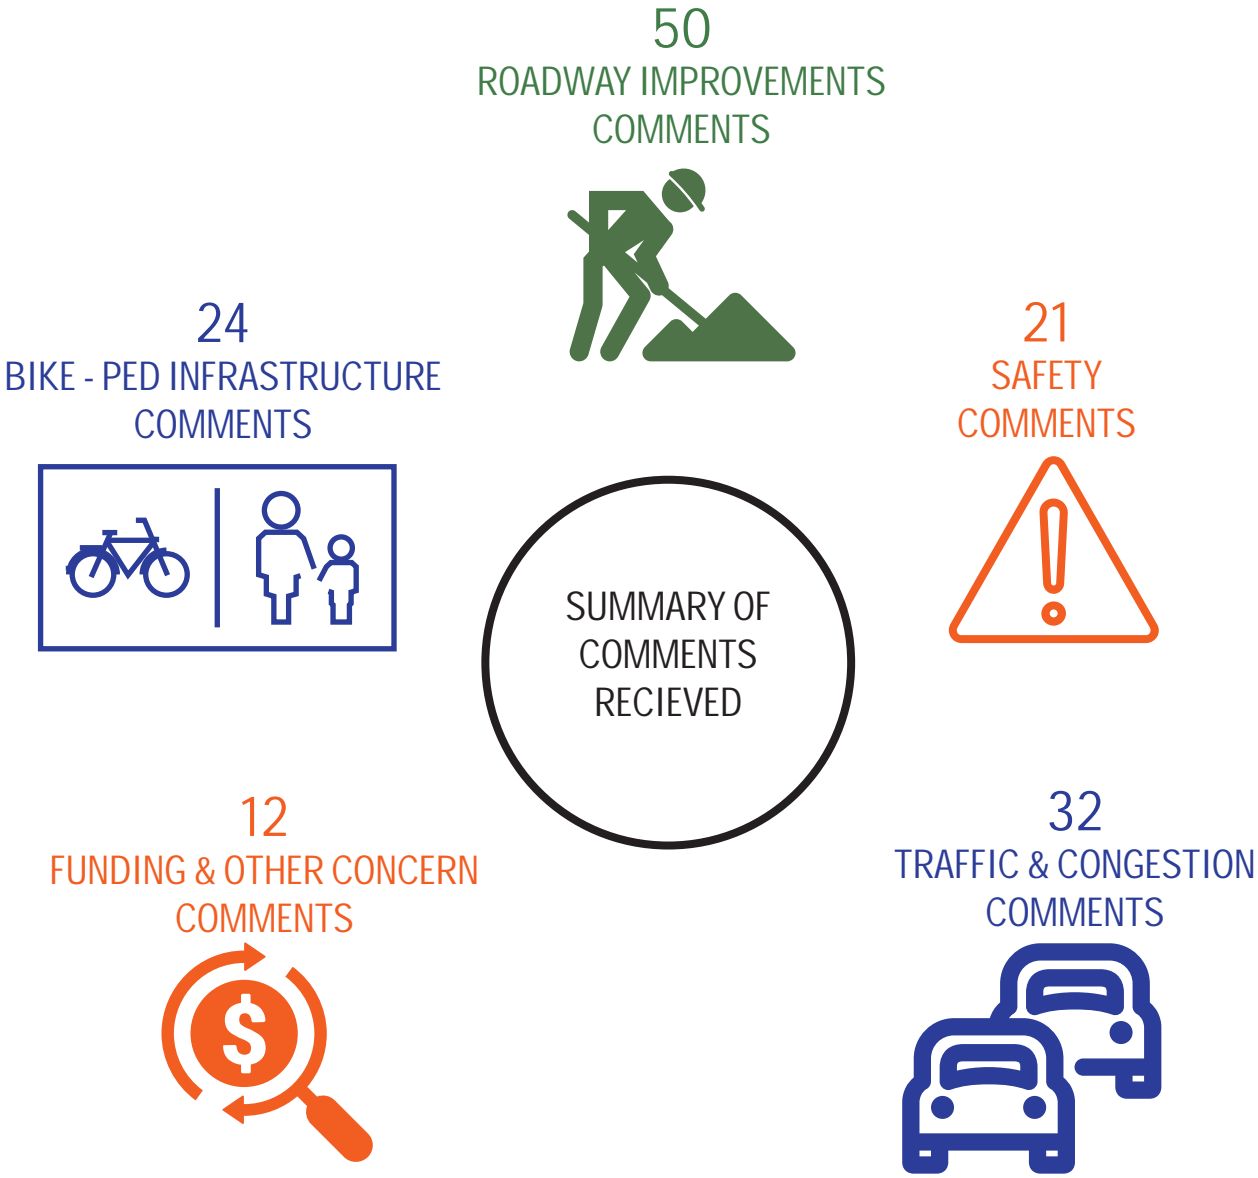 50
ROADWAY IMPROVEMENTS
COMMENTS
24
BIKE - PED INFRASTRUCTURE
COMMENTS
21
SAFETY
COMMENTS
SUMMARY OF
COMMENTS
RECIEVED
12
FUNDING & OTHER CONCERN
COMMENTS
$
32
TRAFFIC & CONGESTION
COMMENTS